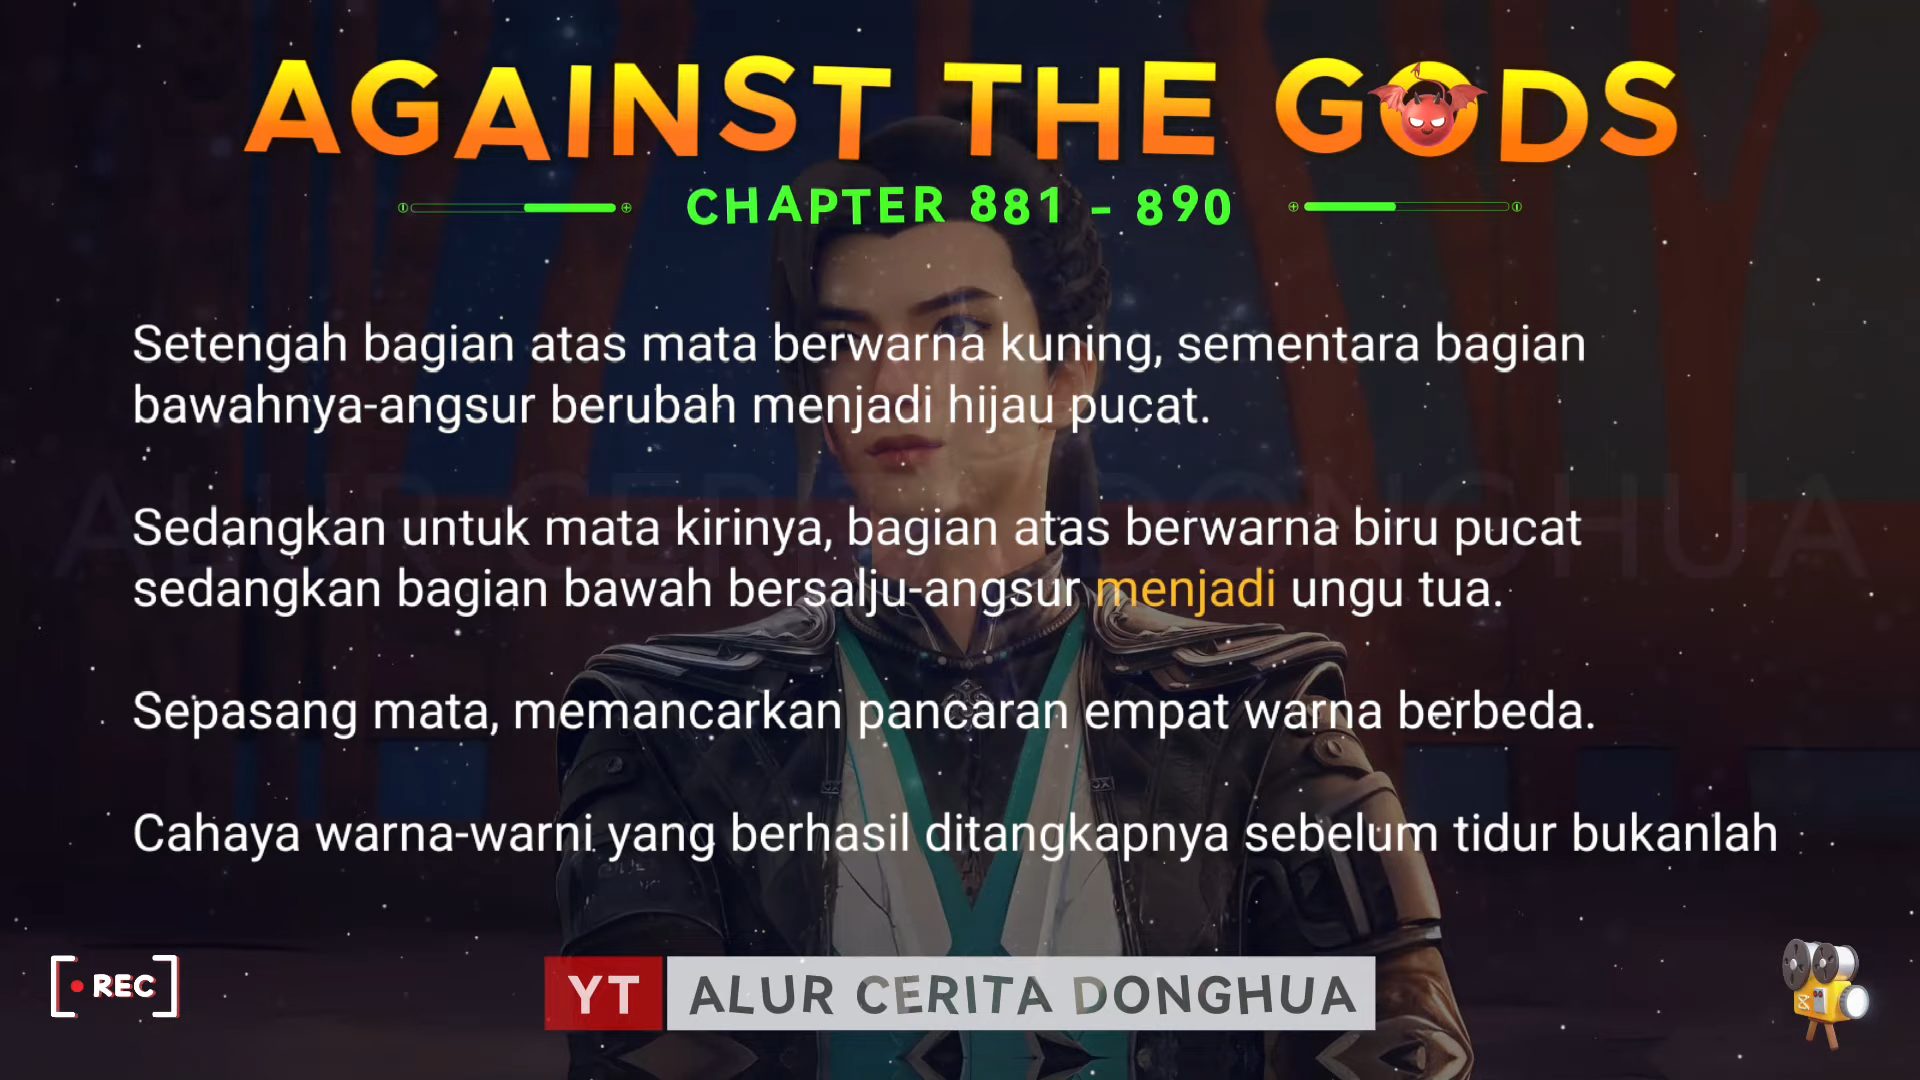 AGAINST THE GODS
CHAPTER 881 - 890
Setengah bagian atas mata berwarna kuning, sementara bagian
bawahnya-angsur berubah menjadi hijau pucat.
ALUR CERITA DONGHUA
Sedangkan untuk mata kirinya, bagian atas berwarna biru pucat
sedangkan bagian bawah bersalju-angsur menjadi ungu tua.
Sepasang mata, memancarkan pancaran empat warna berbeda.
Cahaya warna-warni yang berhasil ditangkapnya sebelum tidur bukanlah
REC
YT ALUR CERITA DONGHUA